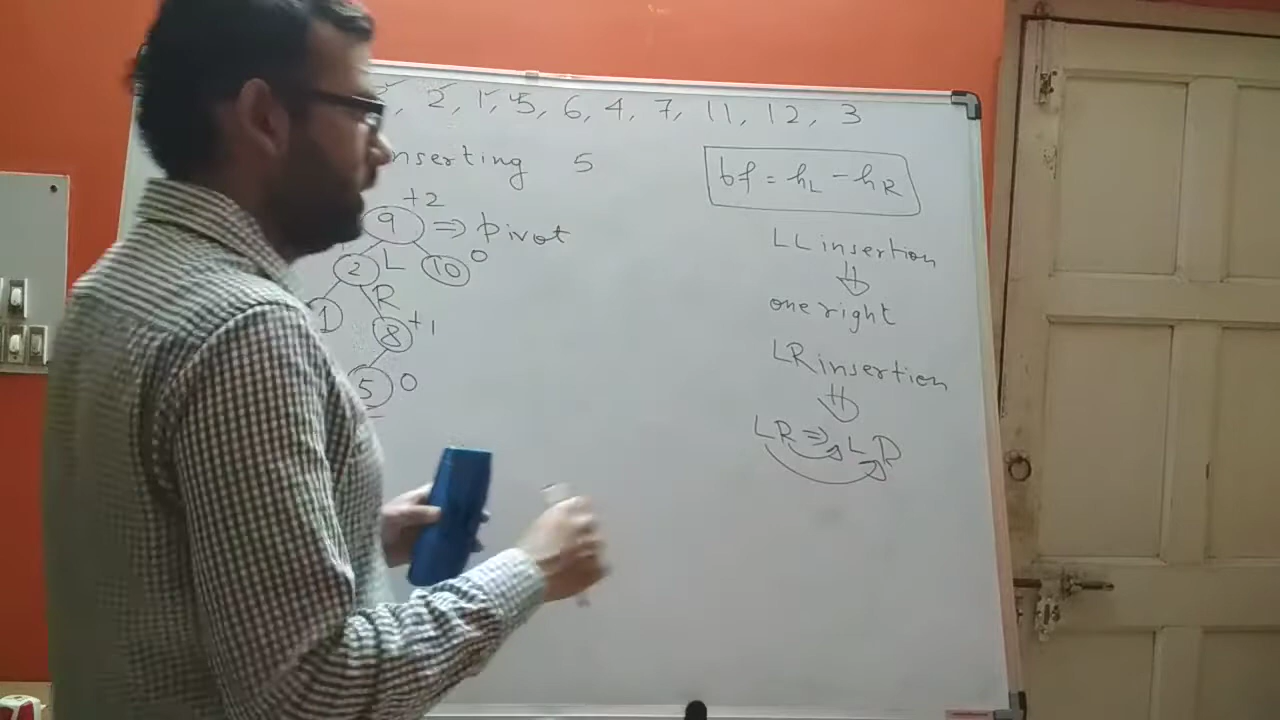 , 2, 1, 5, 6, 4, 7, 11, 12, 3
nserting 5
bf = hL - hR
+2
9 => pivot
2 L 10 0
R
1 8 +1
5 0
LL insertion
⇓
one right
LR insertion
⇓
LR => LR